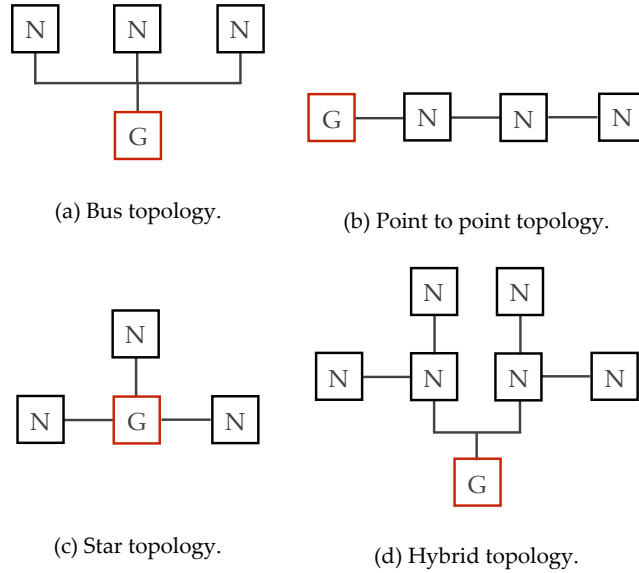 N N N
G
(a) Bus topology.
G N N N
(b) Point to point topology.
N
N G N
(c) Star topology.
N N
N N N N
G
(d) Hybrid topology.